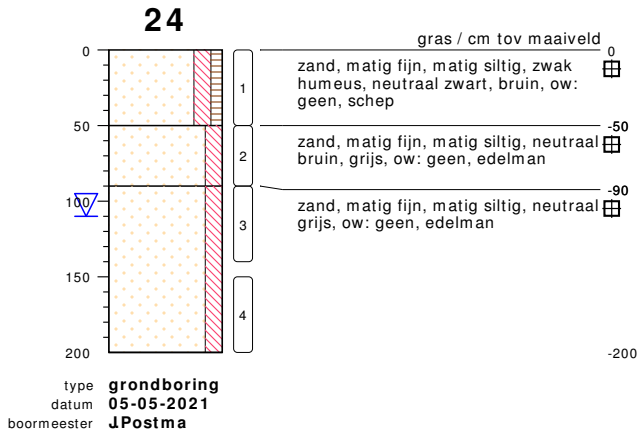 24
gras / cm tov maaiveld
0
0
zand, matig fijn, matig siltig, zwak
humeus, neutraal zwart, bruin, ow:
geen, schep
1
50
-50
zand, matig fijn, matig siltig, neutraal
bruin, grijs, ow: geen, edelman
2
-90
100
zand, matig fijn, matig siltig, neutraal
grijs, ow: geen, edelman
3
150
4
200
-200
type grondboring
datum 05-05-2021
boormeester J.Postma